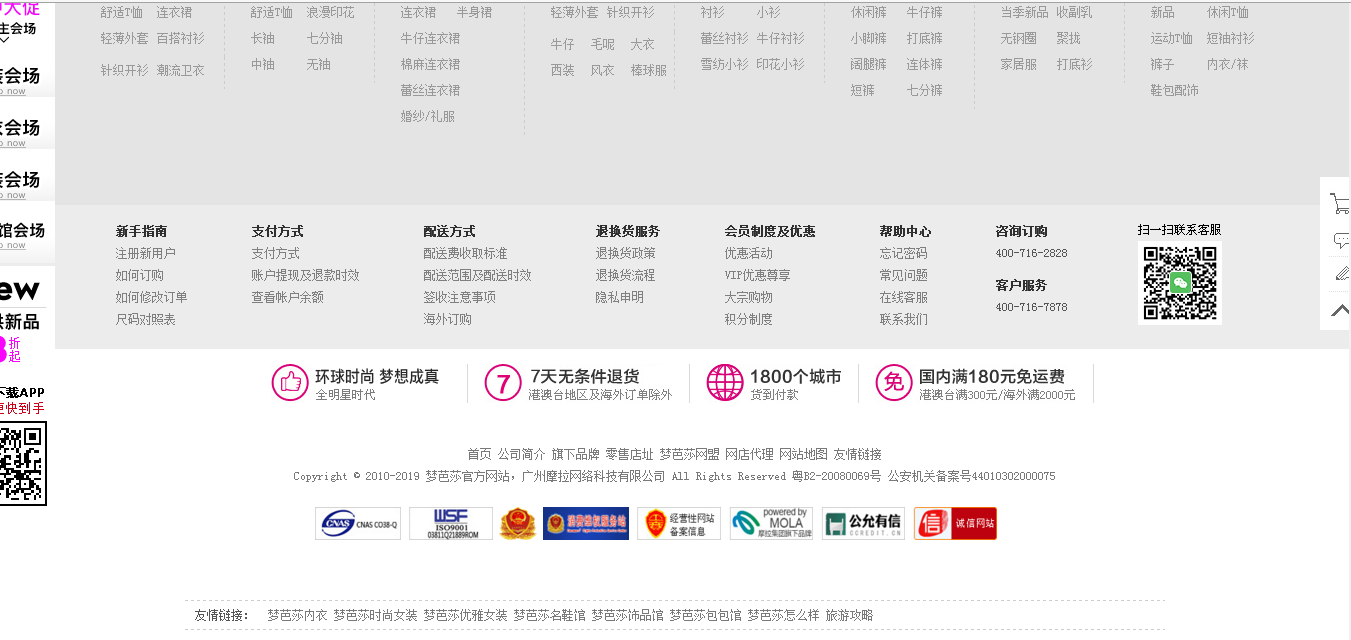 大促
主会场
会场
p now
会场
p now
会场
p now
馆会场
p now
ew
新品
折
起
下载APP
更快到手
舒适T恤 连衣裙
轻薄外套 百搭衬衫
针织开衫 潮流卫衣
舒适T恤 浪漫印花
长袖 七分袖
中袖 无袖
连衣裙 半身裙
牛仔连衣裙
棉麻连衣裙
蕾丝连衣裙
婚纱/礼服
轻薄外套 针织开衫
牛仔 毛呢 大衣
西装 风衣 棒球服
衬衫 小衫
蕾丝衬衫 牛仔衬衫
雪纺小衫 印花小衫
休闲裤 牛仔裤
小脚裤 打底裤
阔腿裤 连体裤
短裤 七分裤
当季新品 收副乳
无钢圈 聚拢
家居服 打底衫
新品 休闲T恤
运动T恤 短袖衬衫
裤子 内衣/袜
鞋包配饰
新手指南
注册新用户
如何订购
如何修改订单
尺码对照表
支付方式
支付方式
账户提现及退款时效
查看帐户余额
配送方式
配送费收取标准
配送范围及配送时效
签收注意事项
海外订购
退换货服务
退换货政策
退换货流程
隐私申明
会员制度及优惠
优惠活动
VIP优惠尊享
大宗购物
积分制度
帮助中心
忘记密码
常见问题
在线客服
联系我们
咨询订购
400-716-2828
客户服务
400-716-7878
扫一扫联系客服
环球时尚 梦想成真
全明星时代
7
7天无条件退货
港澳台地区及海外订单除外
1800个城市
货到付款
免
国内满180元免运费
港澳台满300元/海外满2000元
首页 公司简介 旗下品牌 零售店址 梦芭莎网盟 网店代理 网站地图 友情链接
Copyright © 2010-2019 梦芭莎官方网站，广州摩拉网络科技有限公司 All Rights Reserved 粤B2-20080069号 公安机关备案号44010302000075
CNAS CNAS C038-Q
WSF
ISO9001
03811Q21889R0M
消费维权服务站
经营性网站
备案信息
powered by
MOLA
摩拉集团旗下品牌
公允有信
CCREDIT.CN
信 诚信网站
友情链接： 梦芭莎内衣 梦芭莎时尚女装 梦芭莎优雅女装 梦芭莎名鞋馆 梦芭莎饰品馆 梦芭莎包包馆 梦芭莎怎么样 旅游攻略